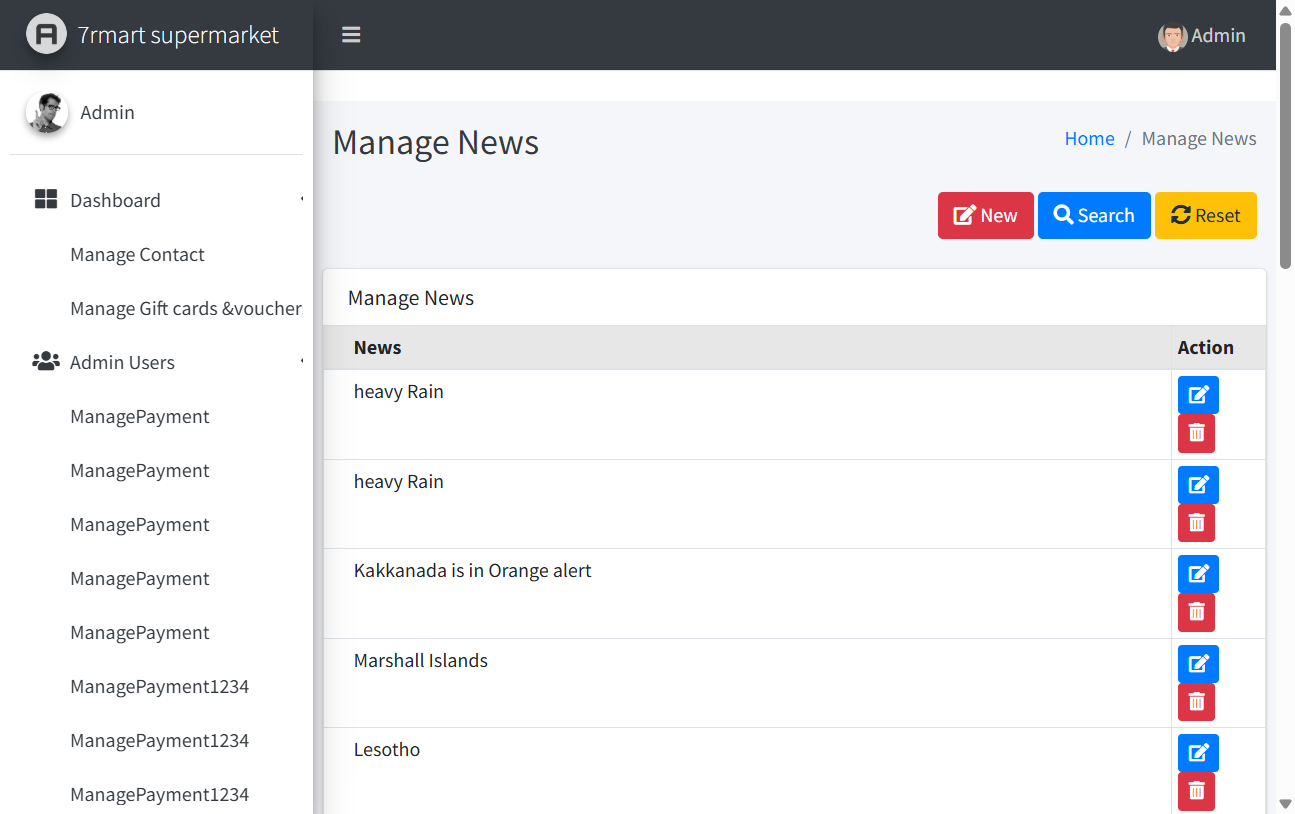 7rmart supermarket
Admin
Admin
Manage News
Home / Manage News
Dashboard
New
Search
Reset
Manage Contact
Manage Gift cards &voucher
Manage News
Admin Users
News
Action
ManagePayment
heavy Rain
ManagePayment
heavy Rain
ManagePayment
ManagePayment
Kakkanada is in Orange alert
ManagePayment
Marshall Islands
ManagePayment1234
ManagePayment1234
Lesotho
ManagePayment1234